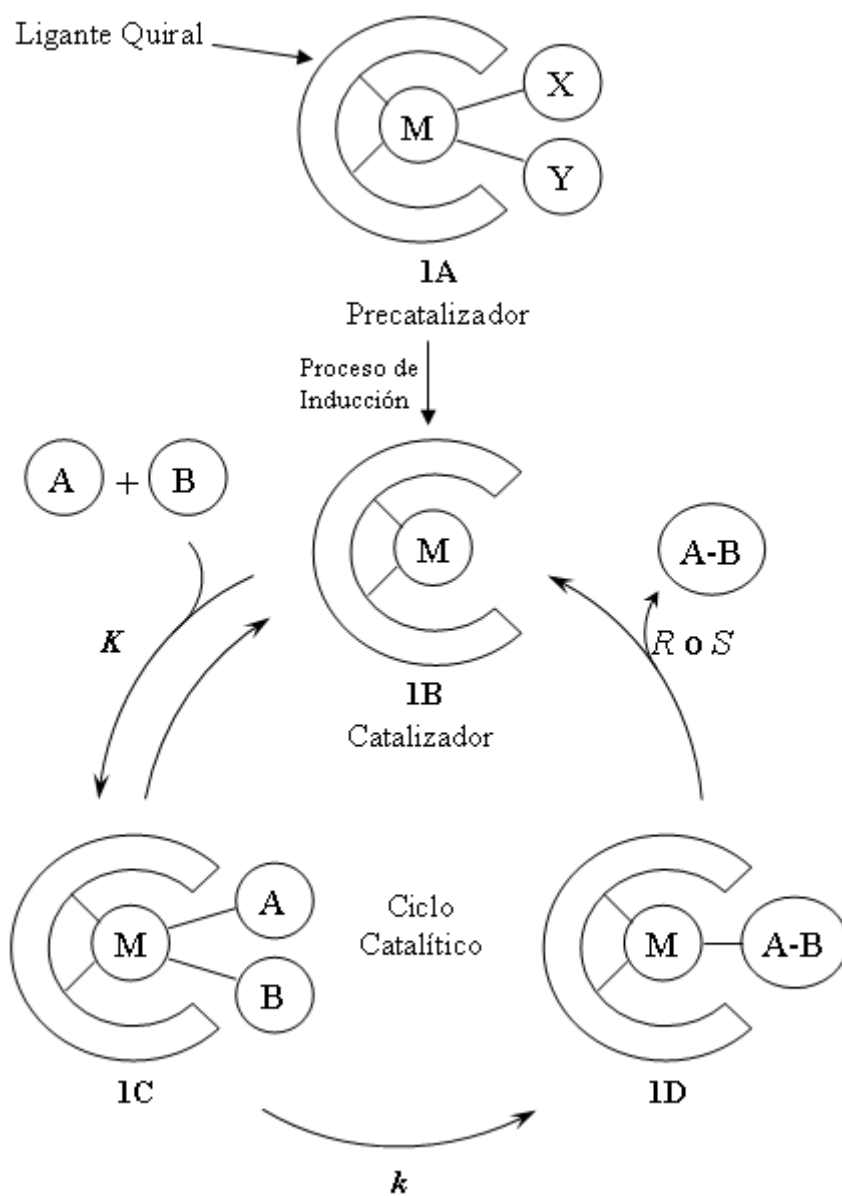 Ligante Quiral
M
X
Y
1A
Precatalizador
Proceso de
Inducción
A + B
M
A-B
K
R o S
1B
Catalizador
M
A
B
Ciclo
Catalítico
M
A-B
1C
1D
k